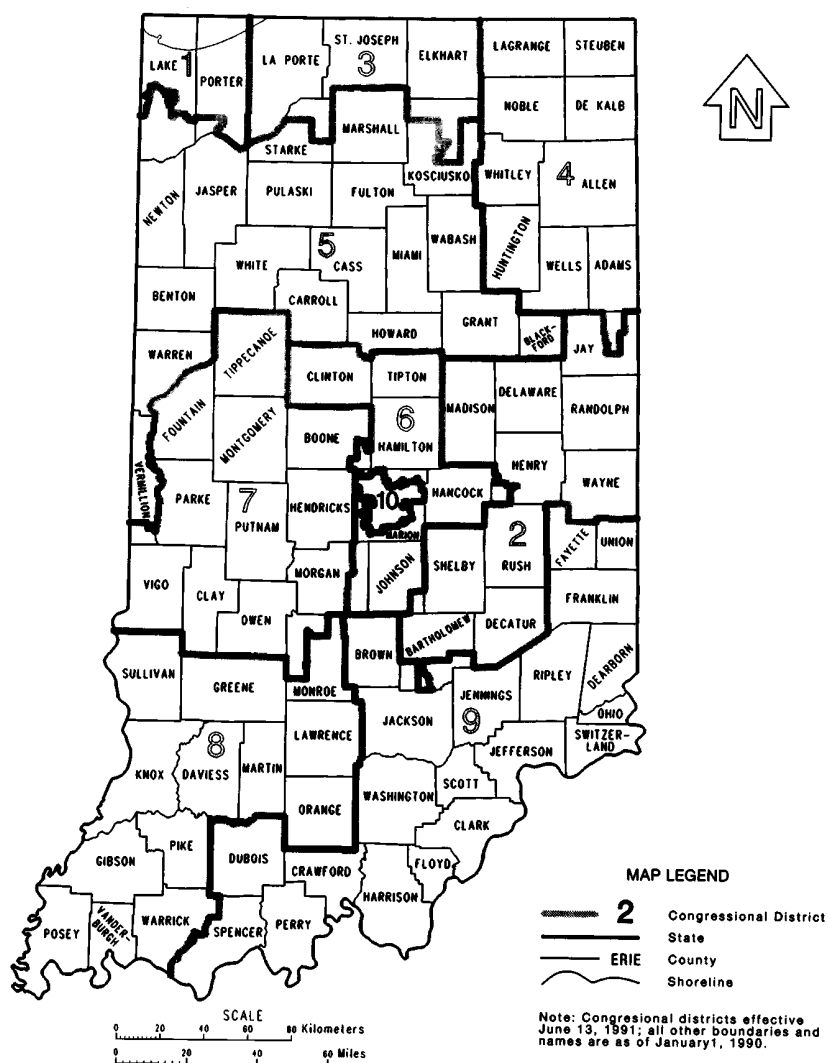 ST. JOSEPH
LAKE 1
PORTER
LA PORTE
3
ELKHART
LAGRANGE
STEUBEN
N
NOBLE
DE KALB
MARSHALL
STARKE
KOSCIUSKO
WHITLEY
4
ALLEN
NEWTON
JASPER
PULASKI
FULTON
WABASH
HUNTINGTON
5
WHITE
CASS
MIAMI
WELLS
ADAMS
BENTON
CARROLL
GRANT
HOWARD
BLACK-
FORD
JAY
WARREN
TIPPECANOE
CLINTON
TIPTON
MADISON
DELAWARE
RANDOLPH
FOUNTAIN
MONTGOMERY
BOONE
6
HAMILTON
HENRY
WAYNE
VERMILLION
PARKE
7
PUTNAM
HENDRICKS
10
MARION
HANCOCK
2
RUSH
FAYETTE
UNION
VIGO
CLAY
MORGAN
JOHNSON
SHELBY
FRANKLIN
OWEN
DECATUR
BARTHOLOMEW
BROWN
SULLIVAN
GREENE
MONROE
JENNINGS
RIPLEY
DEARBORN
OHIO
9
LAWRENCE
JACKSON
SWITZER-
LAND
JEFFERSON
8
KNOX
DAVIESS
MARTIN
SCOTT
ORANGE
WASHINGTON
CLARK
PIKE
DUBOIS
GIBSON
CRAWFORD
FLOYD
HARRISON
POSEY
VANDER-
BURGH
WARRICK
SPENCER
PERRY
MAP LEGEND
2 Congressional District
State
ERIE County
Shoreline
SCALE
0 20 40 60 80 Kilometers
0 20 40 60 Miles
Note: Congresional districts effective
June 13, 1991; all other boundaries and
names are as of January1, 1990.